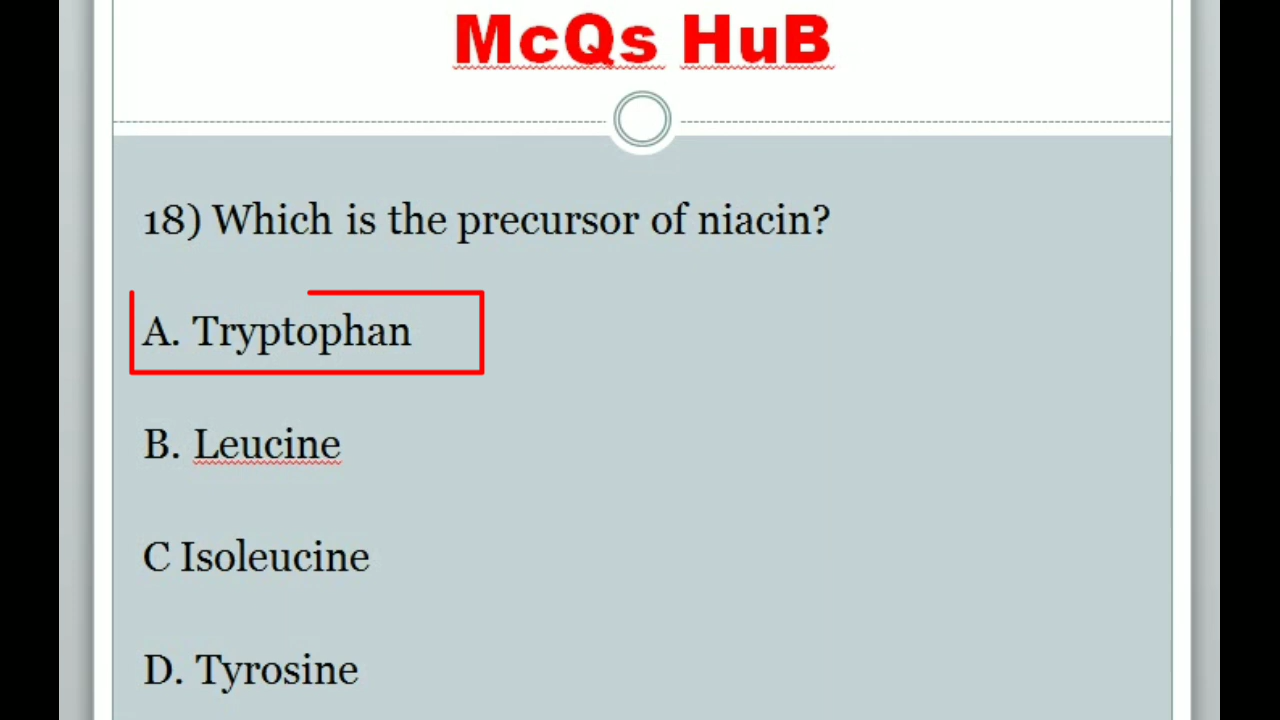 McQs HuB
18) Which is the precursor of niacin?
A. Tryptophan
B. Leucine
C Isoleucine
D. Tyrosine